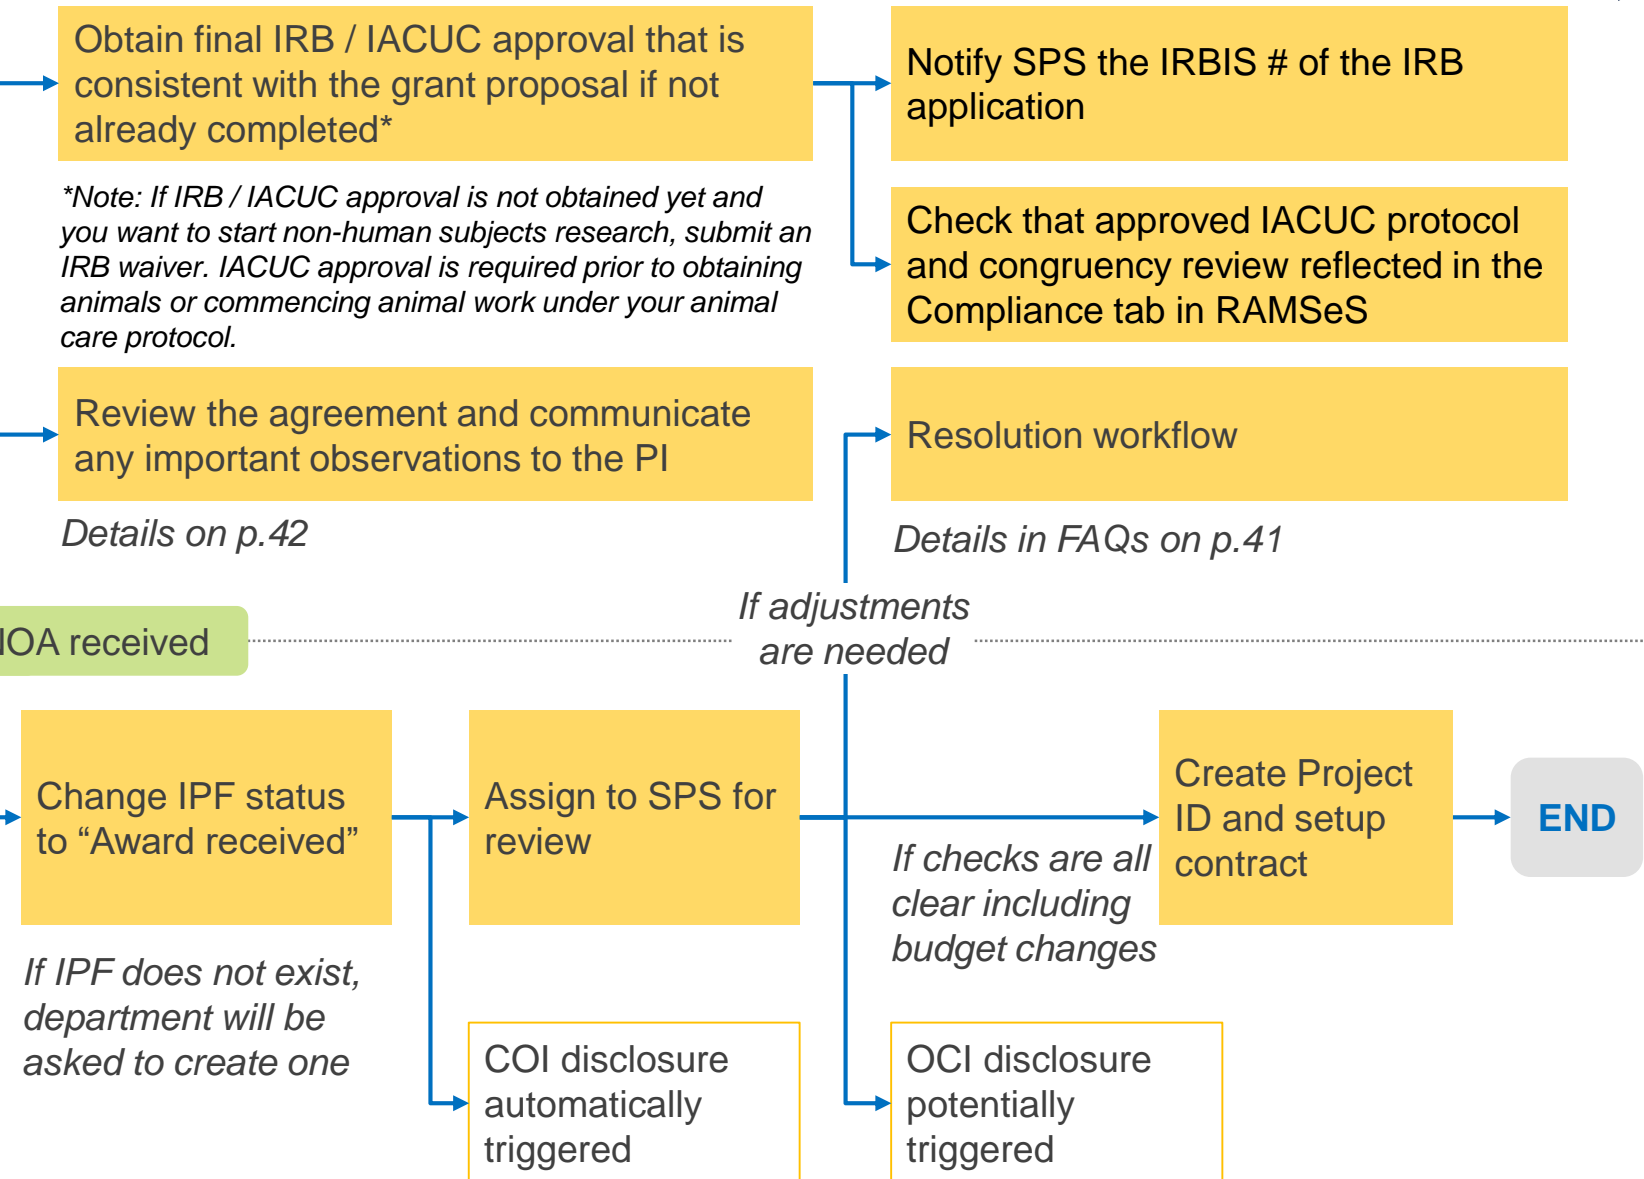 Obtain final IRB / IACUC approval that is
consistent with the grant proposal if not
already completed*
Notify SPS the IRBIS # of the IRB
application
*Note: If IRB / IACUC approval is not obtained yet and
you want to start non-human subjects research, submit an
IRB waiver. IACUC approval is required prior to obtaining
animals or commencing animal work under your animal
care protocol.
Check that approved IACUC protocol
and congruency review reflected in the
Compliance tab in RAMSeS
Review the agreement and communicate
any important observations to the PI
Resolution workflow
Details on p.42
Details in FAQs on p.41
If adjustments
are needed
NOA received
Change IPF status
to “Award received”
Assign to SPS for
review
Create Project
ID and setup
contract
END
If checks are all
clear including
budget changes
If IPF does not exist,
department will be
asked to create one
COI disclosure
automatically
triggered
OCI disclosure
potentially
triggered